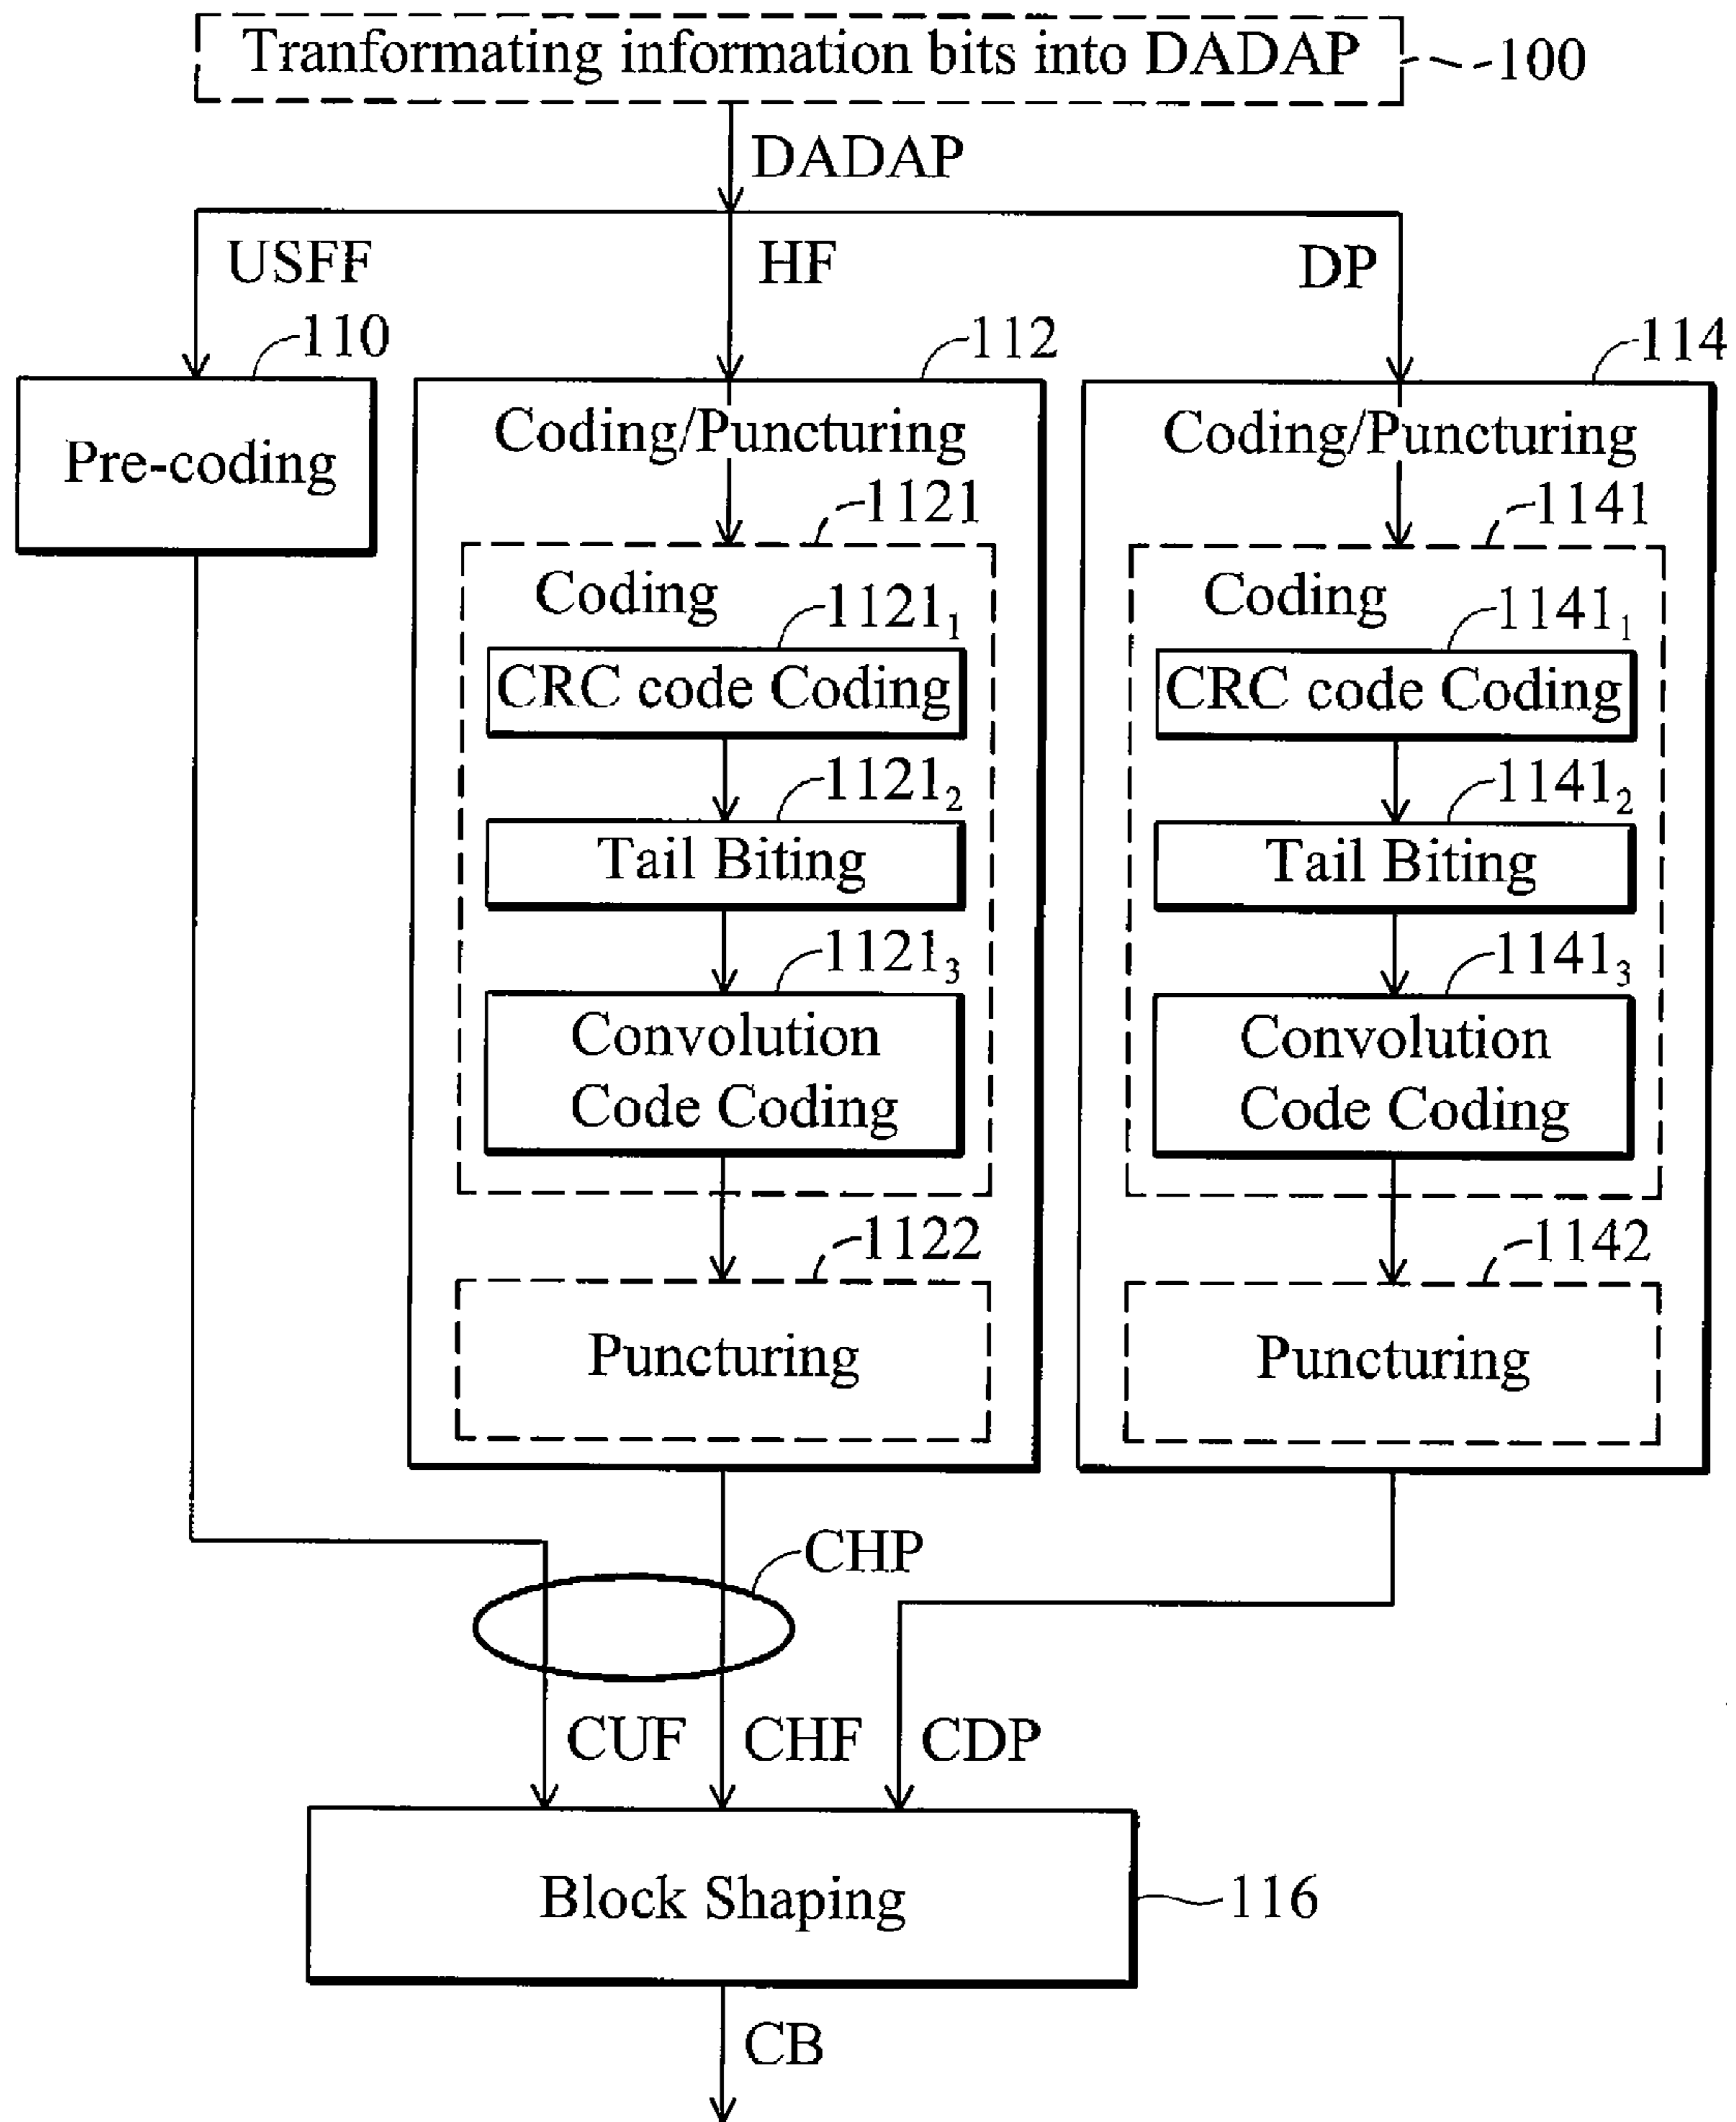 Tranformating information bits into DADAP
100
DADAP
USFF
HF
DP
110
112
114
Pre-coding
Coding/Puncturing
Coding/Puncturing
1121
1141
Coding
Coding
1121₁
1141₁
CRC code Coding
CRC code Coding
1121₂
1141₂
Tail Biting
Tail Biting
1121₃
1141₃
Convolution
Code Coding
Convolution
Code Coding
1122
1142
Puncturing
Puncturing
CHP
CUF
CHF
CDP
Block Shaping
116
CB